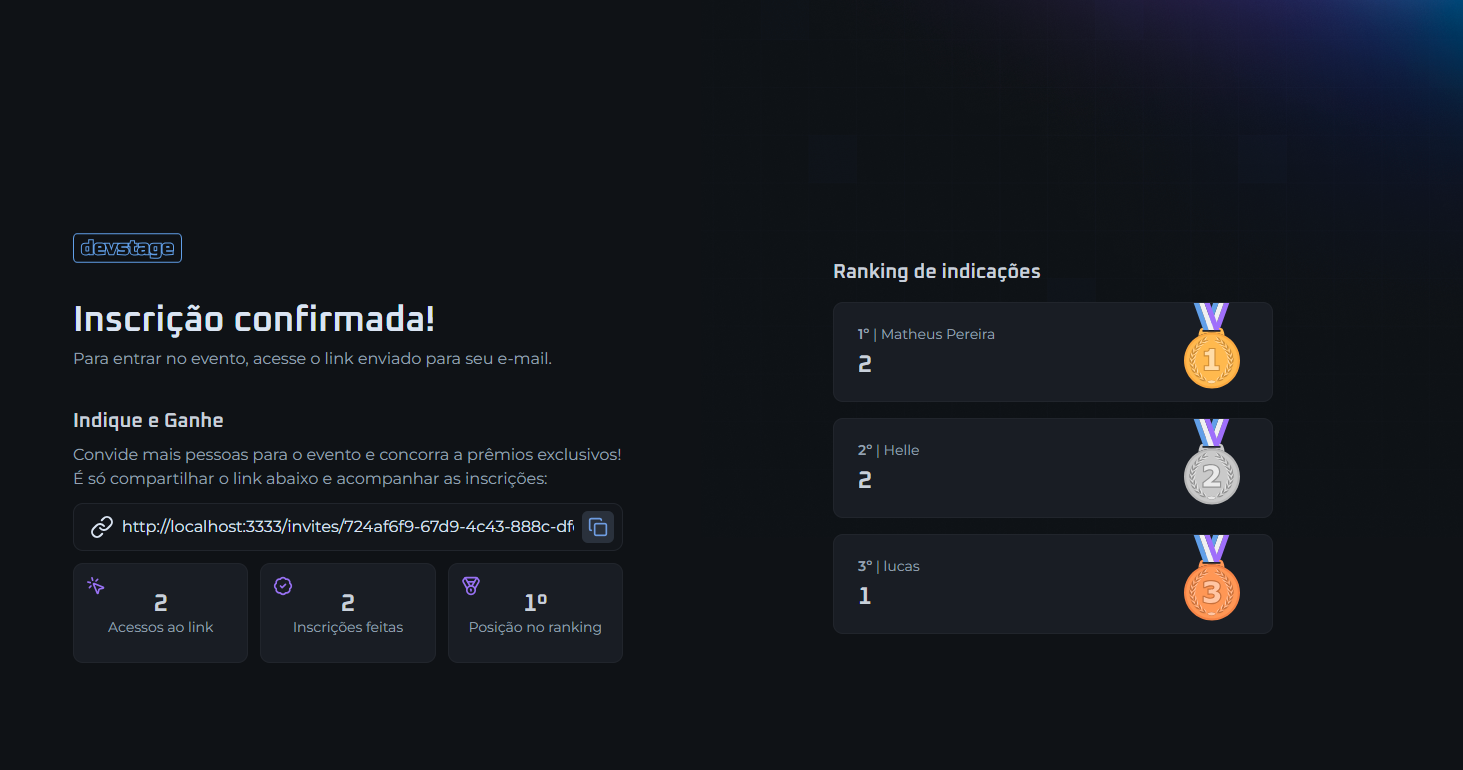 devstage
Inscrição confirmada!
Para entrar no evento, acesse o link enviado para seu e-mail.
Indique e Ganhe
Convide mais pessoas para o evento e concorra a prêmios exclusivos!
É só compartilhar o link abaixo e acompanhar as inscrições:
http://localhost:3333/invites/724af6f9-67d9-4c43-888c-df
2
Acessos ao link
2
Inscrições feitas
1º
Posição no ranking
Ranking de indicações
1º | Matheus Pereira
2
1
2º | Helle
2
2
3º | lucas
1
3